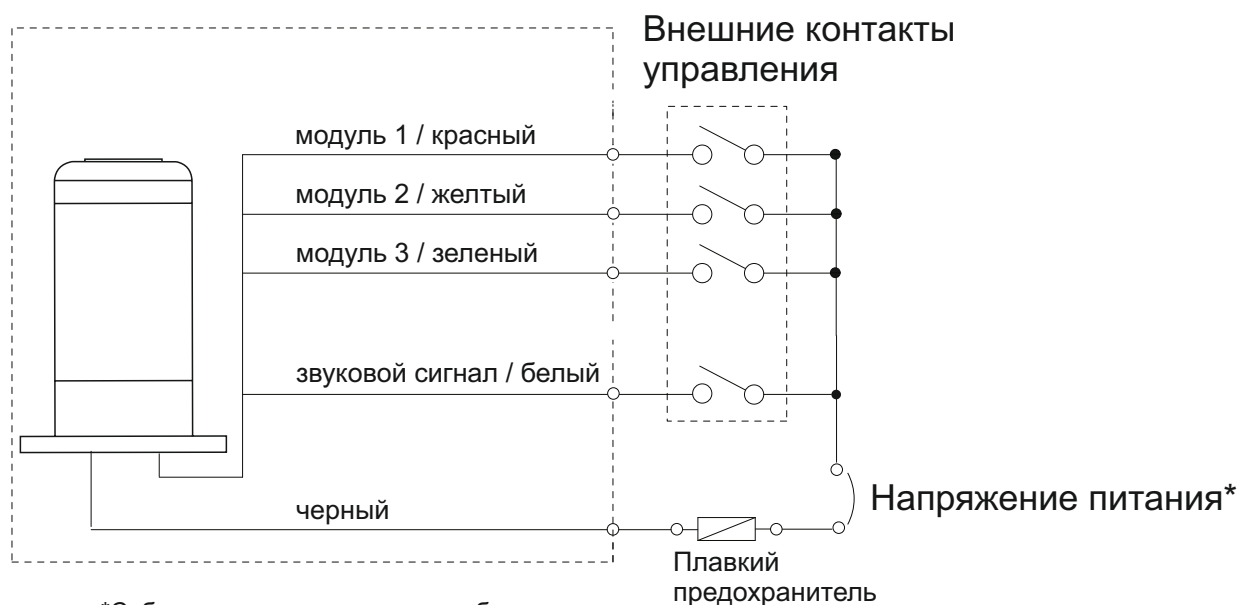 Внешние контакты
управления
модуль 1 / красный
модуль 2 / желтый
модуль 3 / зеленый
звуковой сигнал / белый
Напряжение питания*
черный
Плавкий
предохранитель